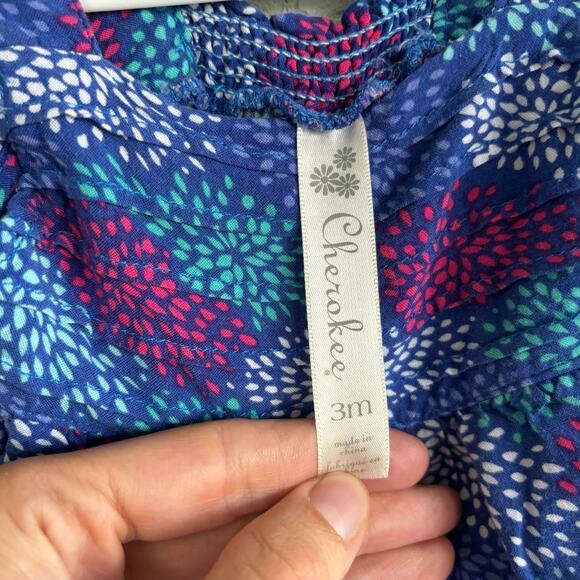 Cherokee®
3M
made in
china
fabriqué en